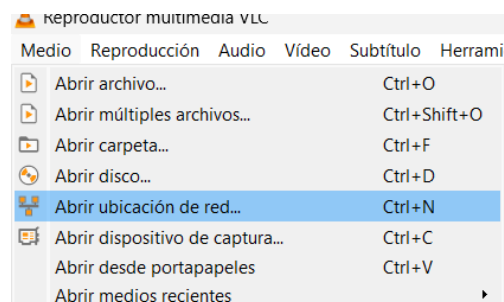 Reproductor multimedia VLC
Medio Reproducción Audio Vídeo Subtítulo Herrami
Abrir archivo... Ctrl+O
Abrir múltiples archivos... Ctrl+Shift+O
Abrir carpeta... Ctrl+F
Abrir disco... Ctrl+D
Abrir ubicación de red... Ctrl+N
Abrir dispositivo de captura... Ctrl+C
Abrir desde portapapeles Ctrl+V
Abrir medios recientes